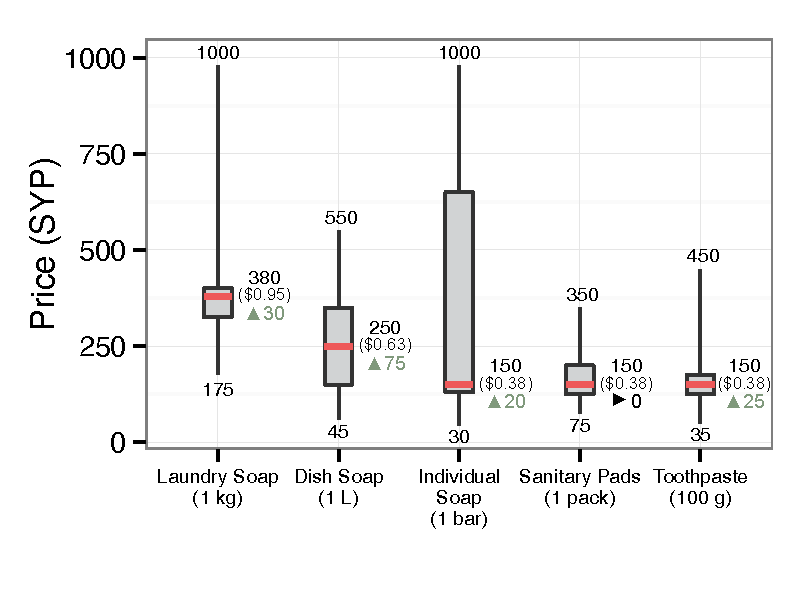 Price (SYP)
1000
750
500
250
0
1000
380
($0.95)
▲30
175
550
250
($0.63)
▲75
45
1000
150
($0.38)
▲20
30
350
150
($0.38)
► 0
75
450
150
($0.38)
▲25
35
Laundry Soap
(1 kg)
Dish Soap
(1 L)
Individual
Soap
(1 bar)
Sanitary Pads
(1 pack)
Toothpaste
(100 g)